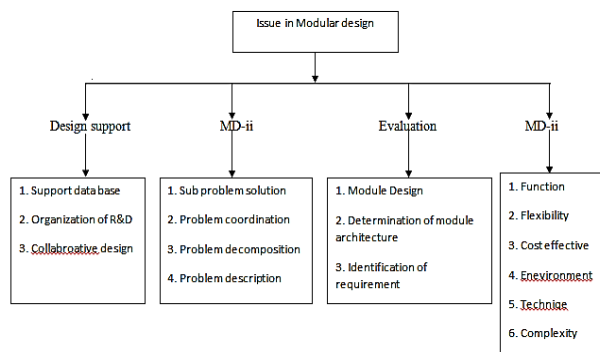 Issue in Modular design
Design support
MD-ii
Evaluation
MD-ii
1. Support data base
2. Organization of R&D
3. Collabroative design
1. Sub problem solution
2. Problem coordination
3. Problem decomposition
4. Problem description
1. Module Design
2. Determination of module
architecture
3. Identification of
requirement
1. Function
2. Flexibility
3. Cost effective
4. Enevironment
5. Techniqe
6. Complexity